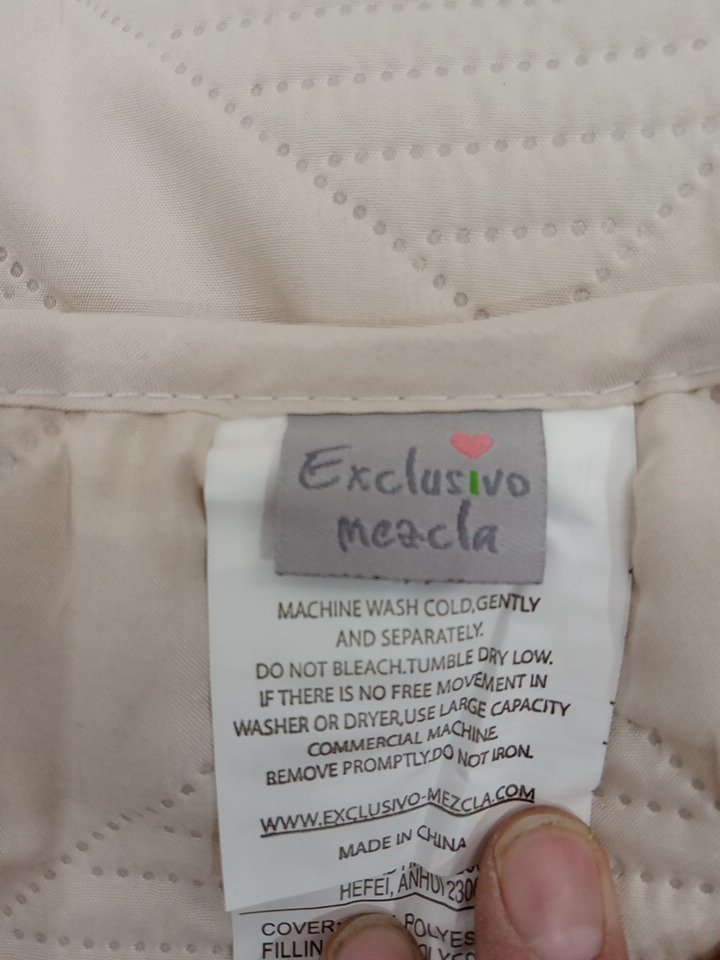 Exclusivo
mezcla
MACHINE WASH COLD,GENTLY
AND SEPARATELY.
DO NOT BLEACH.TUMBLE DRY LOW.
IF THERE IS NO FREE MOVEMENT IN
WASHER OR DRYER,USE LARGE CAPACITY
COMMERCIAL MACHINE.
REMOVE PROMPTLY.DO NOT IRON.
WWW.EXCLUSIVO-MEZCLA.COM
MADE IN CHINA
HEFEI, ANHUI
COVER: